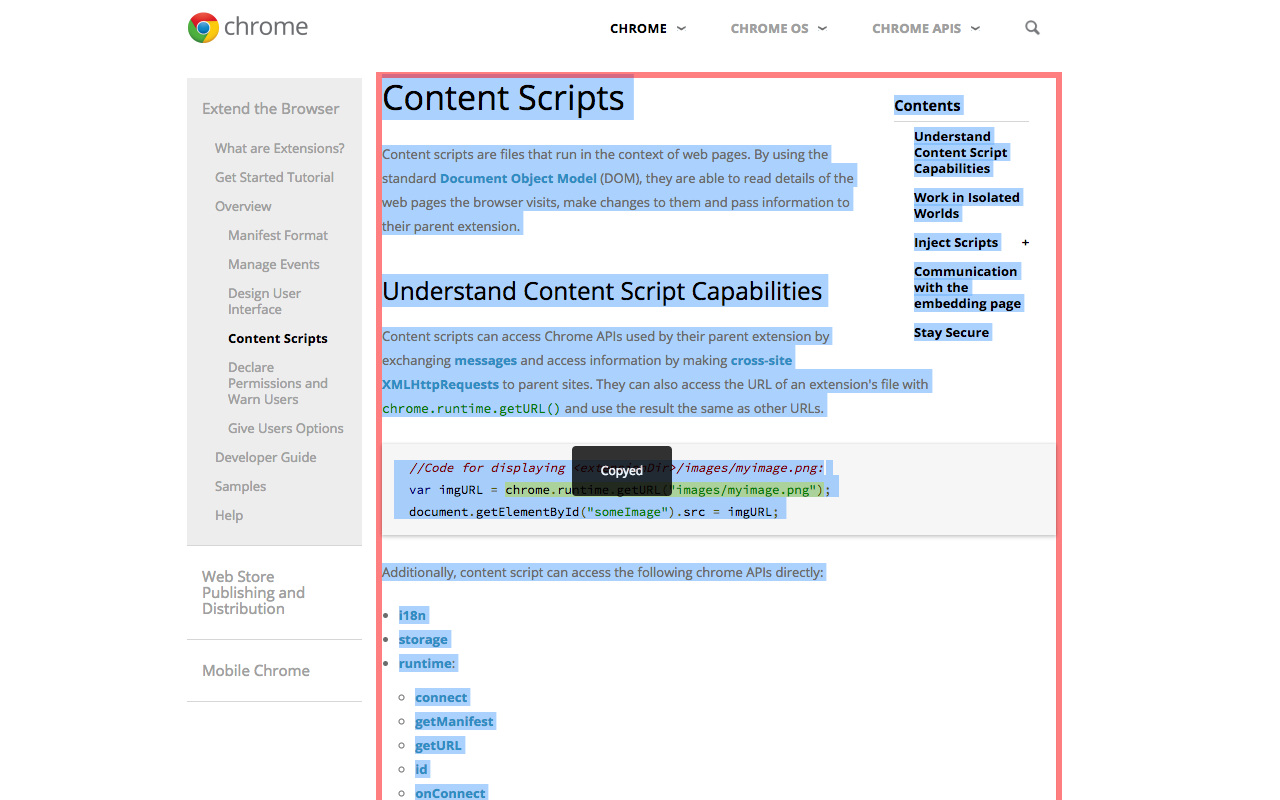 chrome
CHROME
CHROME OS
CHROME APIS
Extend the Browser
What are Extensions?
Get Started Tutorial
Overview
Manifest Format
Manage Events
Design User
Interface
Content Scripts
Declare
Permissions and
Warn Users
Give Users Options
Developer Guide
Samples
Help
Web Store
Publishing and
Distribution
Mobile Chrome
Content Scripts
Content scripts are files that run in the context of web pages. By using the
standard Document Object Model (DOM), they are able to read details of the
web pages the browser visits, make changes to them and pass information to
their parent extension.
Contents
Understand
Content Script
Capabilities
Work in Isolated
Worlds
Inject Scripts +
Communication
with the
embedding page
Stay Secure
Understand Content Script Capabilities
Content scripts can access Chrome APIs used by their parent extension by
exchanging messages and access information by making cross-site
XMLHttpRequests to parent sites. They can also access the URL of an extension's file with
chrome.runtime.getURL() and use the result the same as other URLs.
//Code for displaying <extensionDir>/images/myimage.png:
var imgURL = chrome.runtime.getURL("images/myimage.png");
document.getElementById("someImage").src = imgURL;
Copyed
Additionally, content script can access the following chrome APIs directly:
i18n
storage
runtime:
connect
getManifest
getURL
id
onConnect